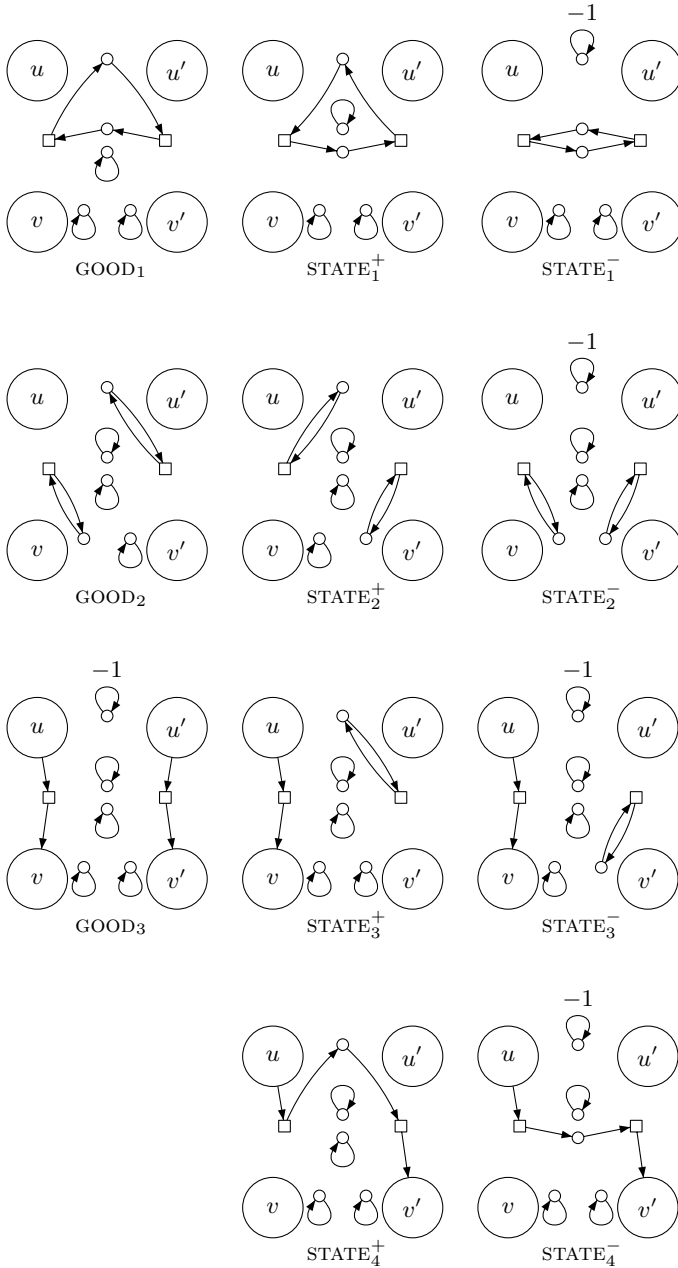 −1
u u′ u u′ u u′
v v′ v v′ v v′
GOOD₁ STATE₁⁺ STATE₁⁻
−1
u u′ u u′ u u′
v v′ v v′ v v′
GOOD₂ STATE₂⁺ STATE₂⁻
−1 −1
u u′ u u′ u u′
v v′ v v′ v v′
GOOD₃ STATE₃⁺ STATE₃⁻
−1
u u′ u u′
v v′ v v′
STATE₄⁺ STATE₄⁻